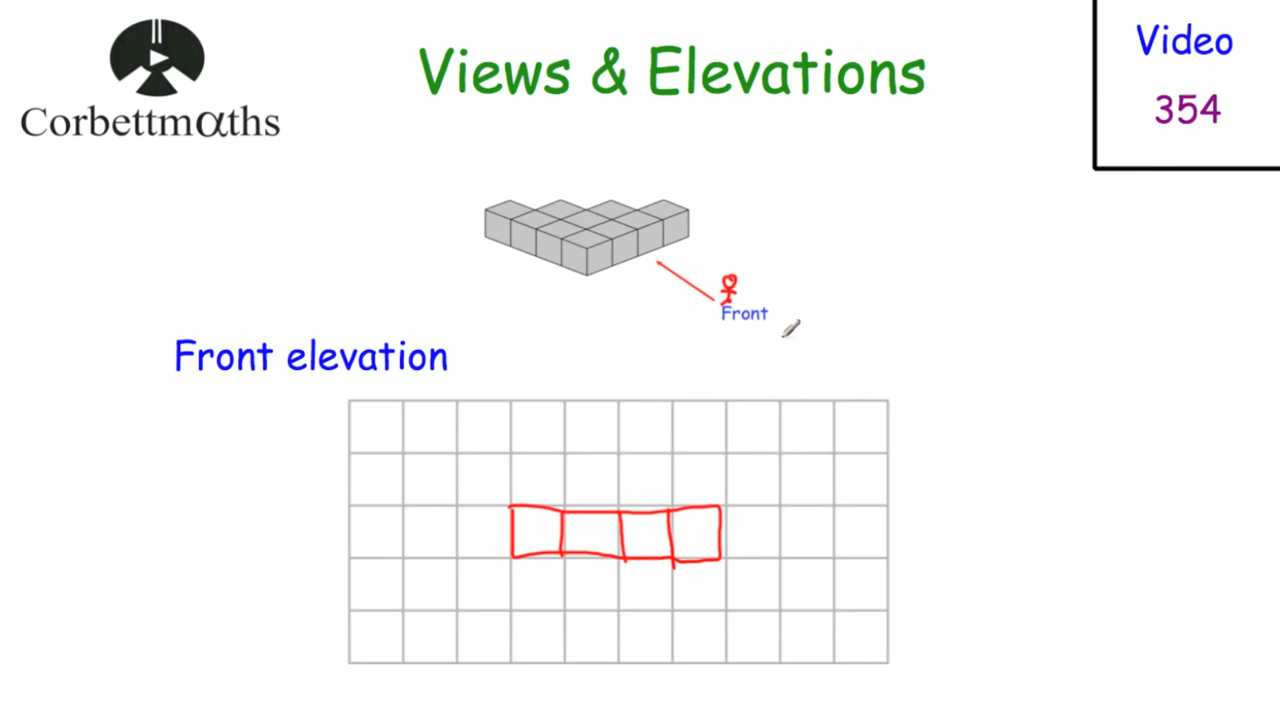 Corbettmαths
Views & Elevations
Video
354
Front
Front elevation